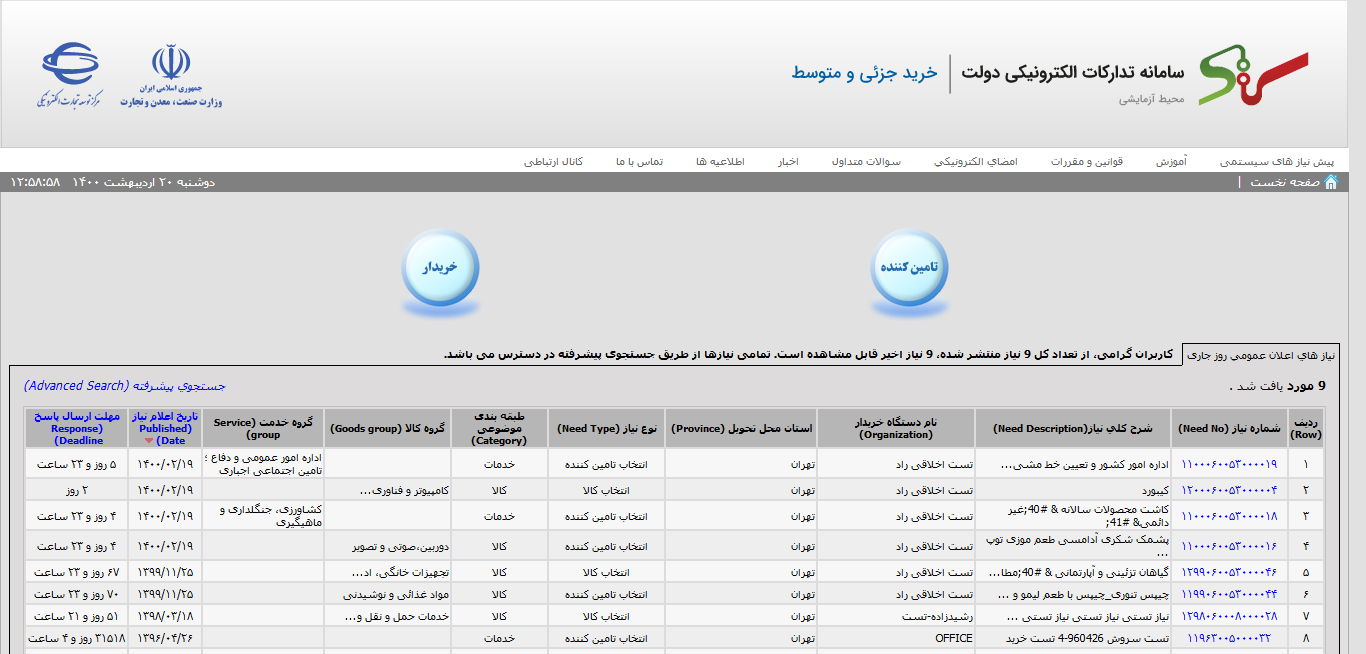 سامانه تدارکات الکترونیکی دولت | خرید جزئی و متوسط
محیط آزمایشی
جمهوری اسلامی ایران
وزارت صنعت، معدن و تجارت
مرکز توسعه تجارت الکترونیکی
پیش نیاز های سیستمی آموزش قوانین و مقررات امضاي الکترونيکي سوالات متداول اخبار اطلاعیه ها تماس با ما کانال ارتباطی
صفحه نخست | دوشنبه ۲۰ اردیبهشت ۱۴۰۰ ۱۲:۵۸:۵۸
تامین کننده خریدار
نیاز هاي اعلان عمومي روز جاری کاربران گرامی، از تعداد کل 9 نیاز منتشر شده، 9 نیاز اخیر قابل مشاهده است. تمامی نیازها از طریق جستجوی پیشرفته در دسترس می باشد.
9 مورد یافت شد . جستجوي پیشرفته (Advanced Search)
ردیف (Row) شماره نیاز (Need No) شرح کلي نیاز(Need Description) نام دستگاه خریدار (Organization) استان محل تحویل (Province) نوع نیاز (Need Type) طبقه بندی موضوعی (Category) گروه کالا (Goods group) گروه خدمت (Service group) تاریخ اعلام نیاز (Published Date) مهلت ارسال پاسخ (Response Deadline)
۱ ۱۱۰۰۰۶۰۰۵۳۰۰۰۰۱۹ اداره امور کشور و تعیین خط مشی... تست اخلاقی راد تهران انتخاب تامین کننده خدمات اداره امور عمومی و دفاع ؛ تامین اجتماعی اجباری ۱۴۰۰/۰۲/۱۹ ۵ روز و ۲۳ ساعت
۲ ۱۲۰۰۰۶۰۰۵۳۰۰۰۰۰۴ کیبورد تست اخلاقی راد تهران انتخاب کالا کالا کامپیوتر و فناوری... ۱۴۰۰/۰۲/۱۹ ۲ روز
۳ ۱۱۰۰۰۶۰۰۵۳۰۰۰۰۱۸ کاشت محصولات سالانه & #40;غیر دائمی& #41; تست اخلاقی راد تهران انتخاب تامین کننده خدمات کشاورزی، جنگلداری و ماهیگیری ۱۴۰۰/۰۲/۱۹ ۴ روز و ۲۳ ساعت
۴ ۱۱۰۰۰۶۰۰۵۳۰۰۰۰۱۶ پشمک شکری آدامسی طعم موزی توپ ... تست اخلاقی راد تهران انتخاب تامین کننده کالا دوربین،صوتی و تصویر ۱۴۰۰/۰۲/۱۹ ۴ روز و ۲۳ ساعت
۵ ۱۲۹۹۰۶۰۰۵۳۰۰۰۰۴۶ گیاهان تزئینی و آپارتمانی & #40;مطا... تست اخلاقی راد تهران انتخاب کالا کالا تجهیزات خانگی، اد... ۱۳۹۹/۱۱/۲۵ ۶۷ روز و ۲۳ ساعت
۶ ۱۱۹۹۰۶۰۰۵۳۰۰۰۰۴۴ چیپس تنوری_چیپس با طعم لیمو و ... تست اخلاقی راد تهران انتخاب تامین کننده کالا مواد غذائی و نوشیدنی ۱۳۹۹/۱۱/۲۵ ۷۰ روز و ۲۳ ساعت
۷ ۱۲۹۸۰۶۰۰۰۸۰۰۰۰۲۸ نیاز تستی نیاز تستی نیاز تستی ... رشیدزاده-تست تهران انتخاب کالا کالا خدمات حمل و نقل و... ۱۳۹۸/۰۳/۱۸ ۵۱ روز و ۲۱ ساعت
۸ ۱۱۹۶۳۰۰۵۰۰۰۰۳۲ تست سروش 960426-4 تست خرید OFFICE تهران انتخاب تامین کننده خدمات ۱۳۹۶/۰۴/۲۶ ۳۱۵۱۸ روز و ۴ ساعت